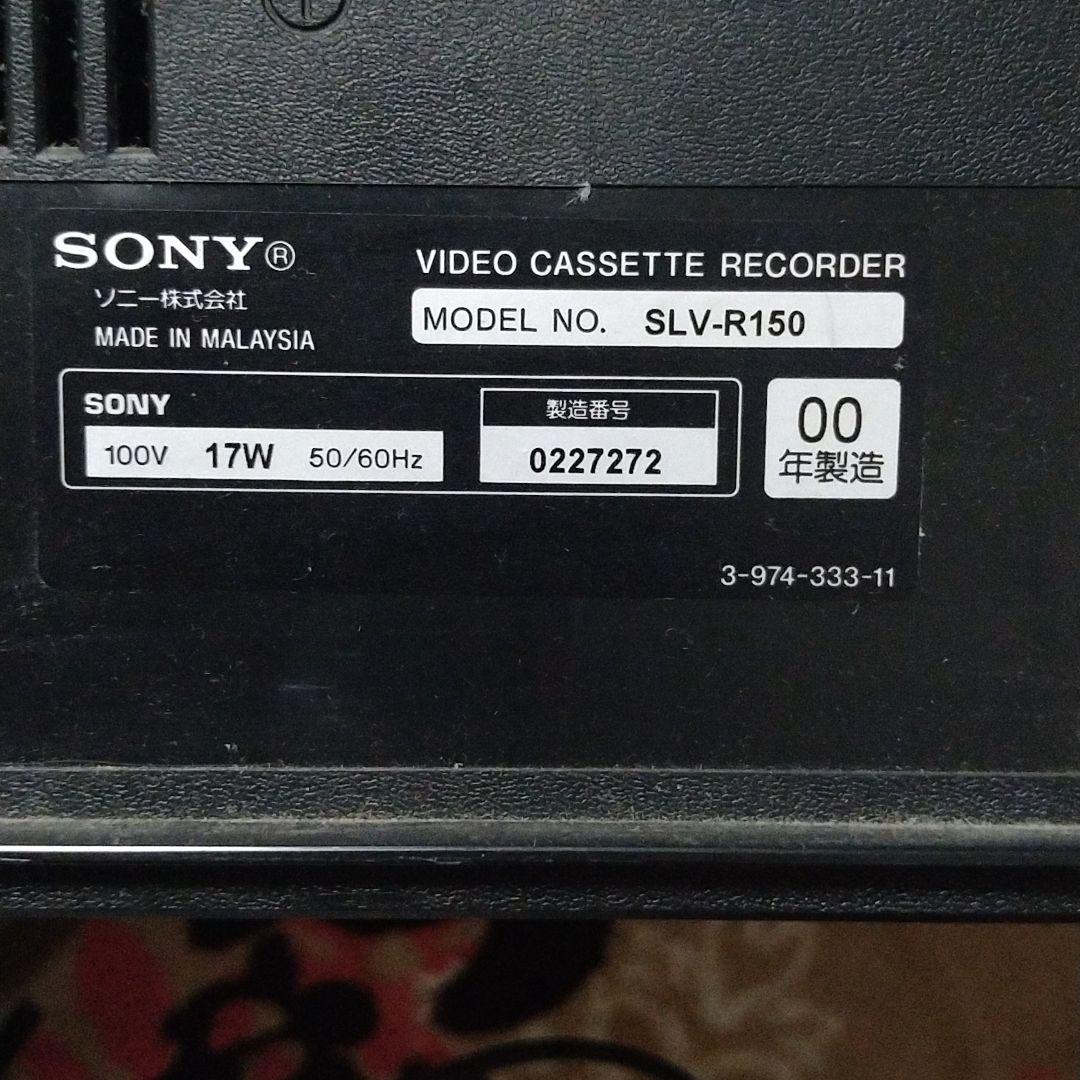 SONY®
ソニー株式会社
MADE IN MALAYSIA
VIDEO CASSETTE RECORDER
MODEL NO. SLV-R150
SONY
100V 17W 50/60Hz
製造番号
0227272
00
年製造
3-974-333-11